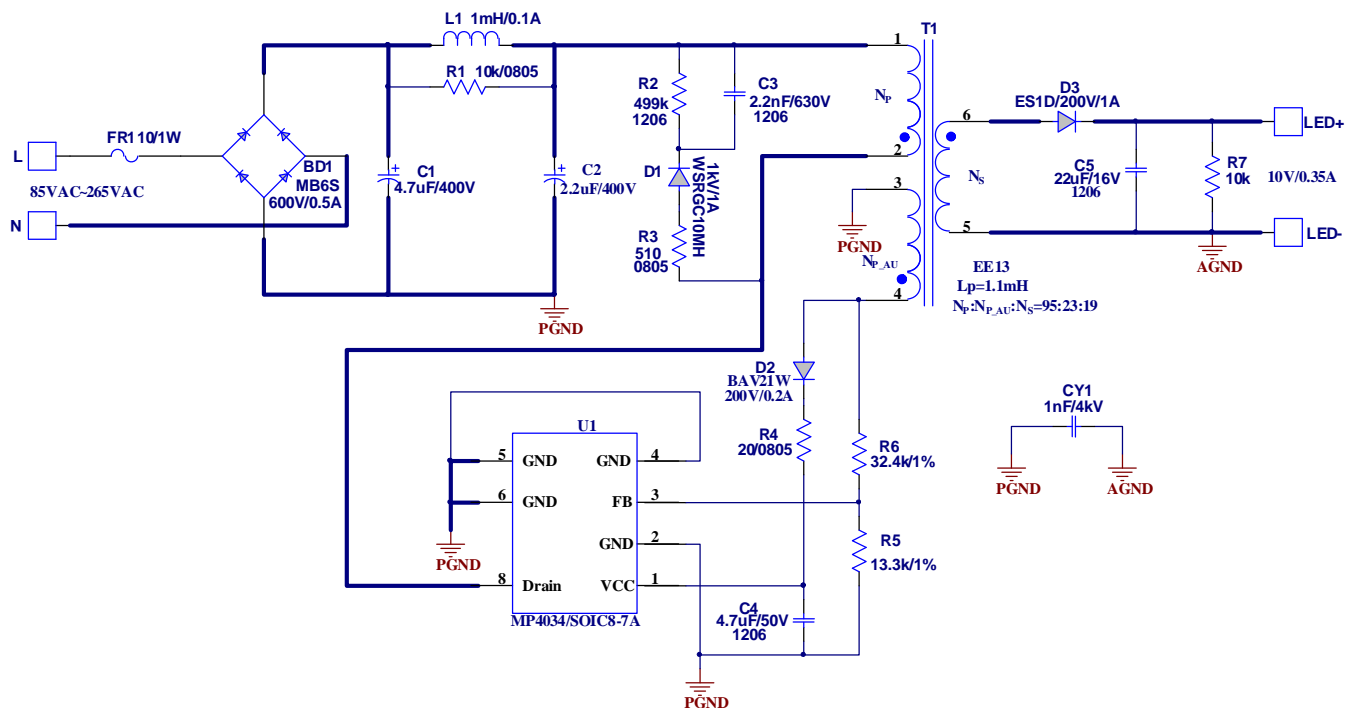 L1 1mH/0.1A
R1 10k/0805
FR1 10/1W
L
85VAC~265VAC
N
BD1
MB6S
600V/0.5A
C1
4.7uF/400V
C2
2.2uF/400V
PGND
R2
499k
1206
C3
2.2nF/630V
1206
D1
WSRGC10MH
1KV/1A
R3
510
0805
T1
1
NP
2
3
PGND
NP_AU
4
6
NS
5
EE13
Lp=1.1mH
NP:NP_AU:NS=95:23:19
D3
ES1D/200V/1A
C5
22uF/16V
1206
R7
10k
10V/0.35A
LED+
LED-
AGND
D2
BAV21W
200V/0.2A
R4
20/0805
R6
32.4k/1%
R5
13.3k/1%
C4
4.7uF/50V
1206
PGND
U1
5 GND GND 4
6 GND FB 3
GND 2
8 Drain VCC 1
MP4034/SOIC8-7A
PGND
CY1
1nF/4kV
PGND
AGND